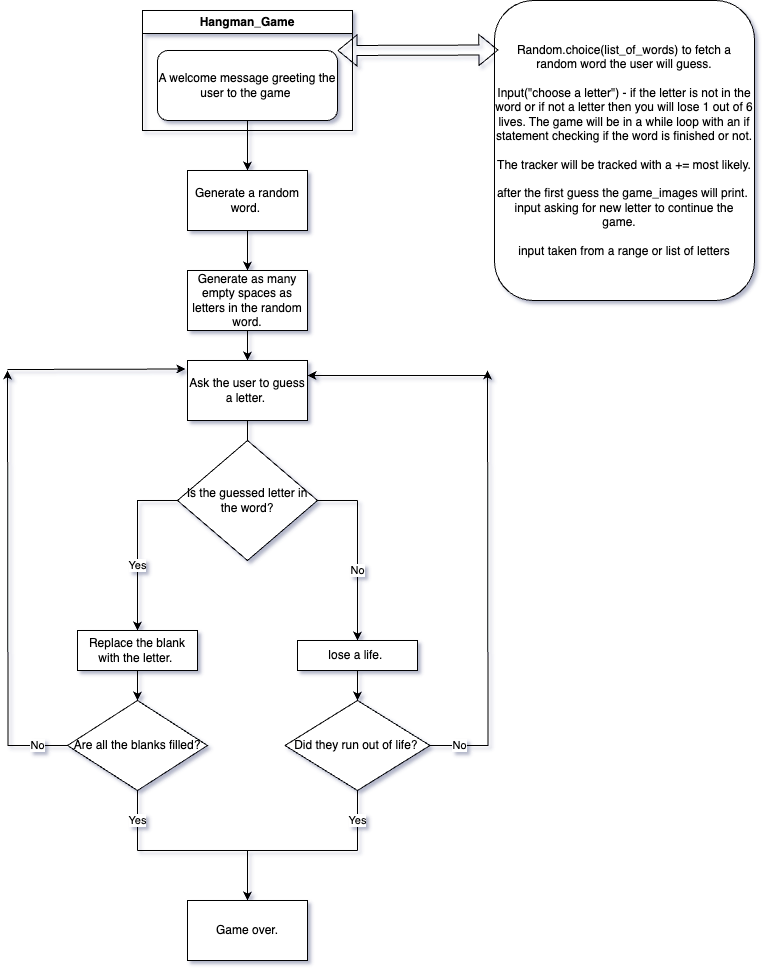 Hangman_Game
A welcome message greeting the
user to the game
Random.choice(list_of_words) to fetch a
random word the user will guess.
Input("choose a letter") - if the letter is not in the
word or if not a letter then you will lose 1 out of 6
lives. The game will be in a while loop with an if
statement checking if the word is finished or not.
The tracker will be tracked with a += most likely.
after the first guess the game_images will print.
input asking for new letter to continue the
game.
input taken from a range or list of letters
Generate a random
word.
Generate as many
empty spaces as
letters in the random
word.
Ask the user to guess
a letter.
Is the guessed letter in
the word?
Yes
No
Replace the blank
with the letter.
lose a life.
Are all the blanks filled?
No
Did they run out of life?
No
Yes
Yes
Game over.